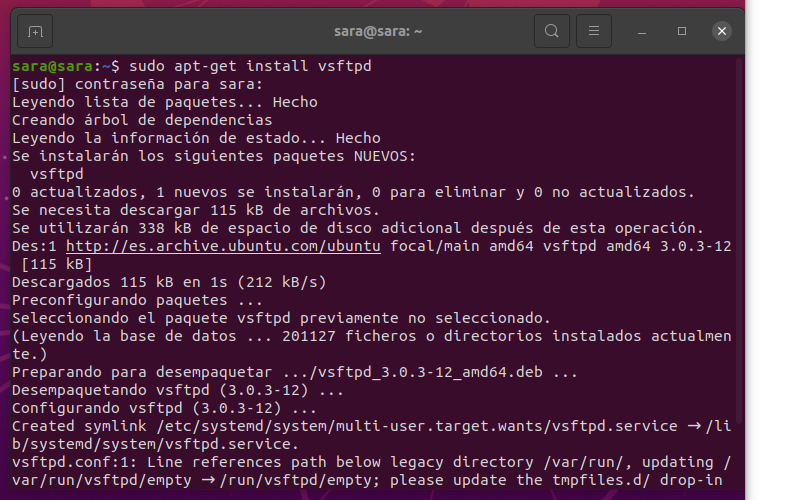 sara@sara: ~
sara@sara:~$ sudo apt-get install vsftpd
[sudo] contraseña para sara:
Leyendo lista de paquetes... Hecho
Creando árbol de dependencias
Leyendo la información de estado... Hecho
Se instalarán los siguientes paquetes NUEVOS:
  vsftpd
0 actualizados, 1 nuevos se instalarán, 0 para eliminar y 0 no actualizados.
Se necesita descargar 115 kB de archivos.
Se utilizarán 338 kB de espacio de disco adicional después de esta operación.
Des:1 http://es.archive.ubuntu.com/ubuntu focal/main amd64 vsftpd amd64 3.0.3-12
 [115 kB]
Descargados 115 kB en 1s (212 kB/s)
Preconfigurando paquetes ...
Seleccionando el paquete vsftpd previamente no seleccionado.
(Leyendo la base de datos ... 201127 ficheros o directorios instalados actualmen
te.)
Preparando para desempaquetar .../vsftpd_3.0.3-12_amd64.deb ...
Desempaquetando vsftpd (3.0.3-12) ...
Configurando vsftpd (3.0.3-12) ...
Created symlink /etc/systemd/system/multi-user.target.wants/vsftpd.service → /li
b/systemd/system/vsftpd.service.
vsftpd.conf:1: Line references path below legacy directory /var/run/, updating /
var/run/vsftpd/empty → /run/vsftpd/empty; please update the tmpfiles.d/ drop-in